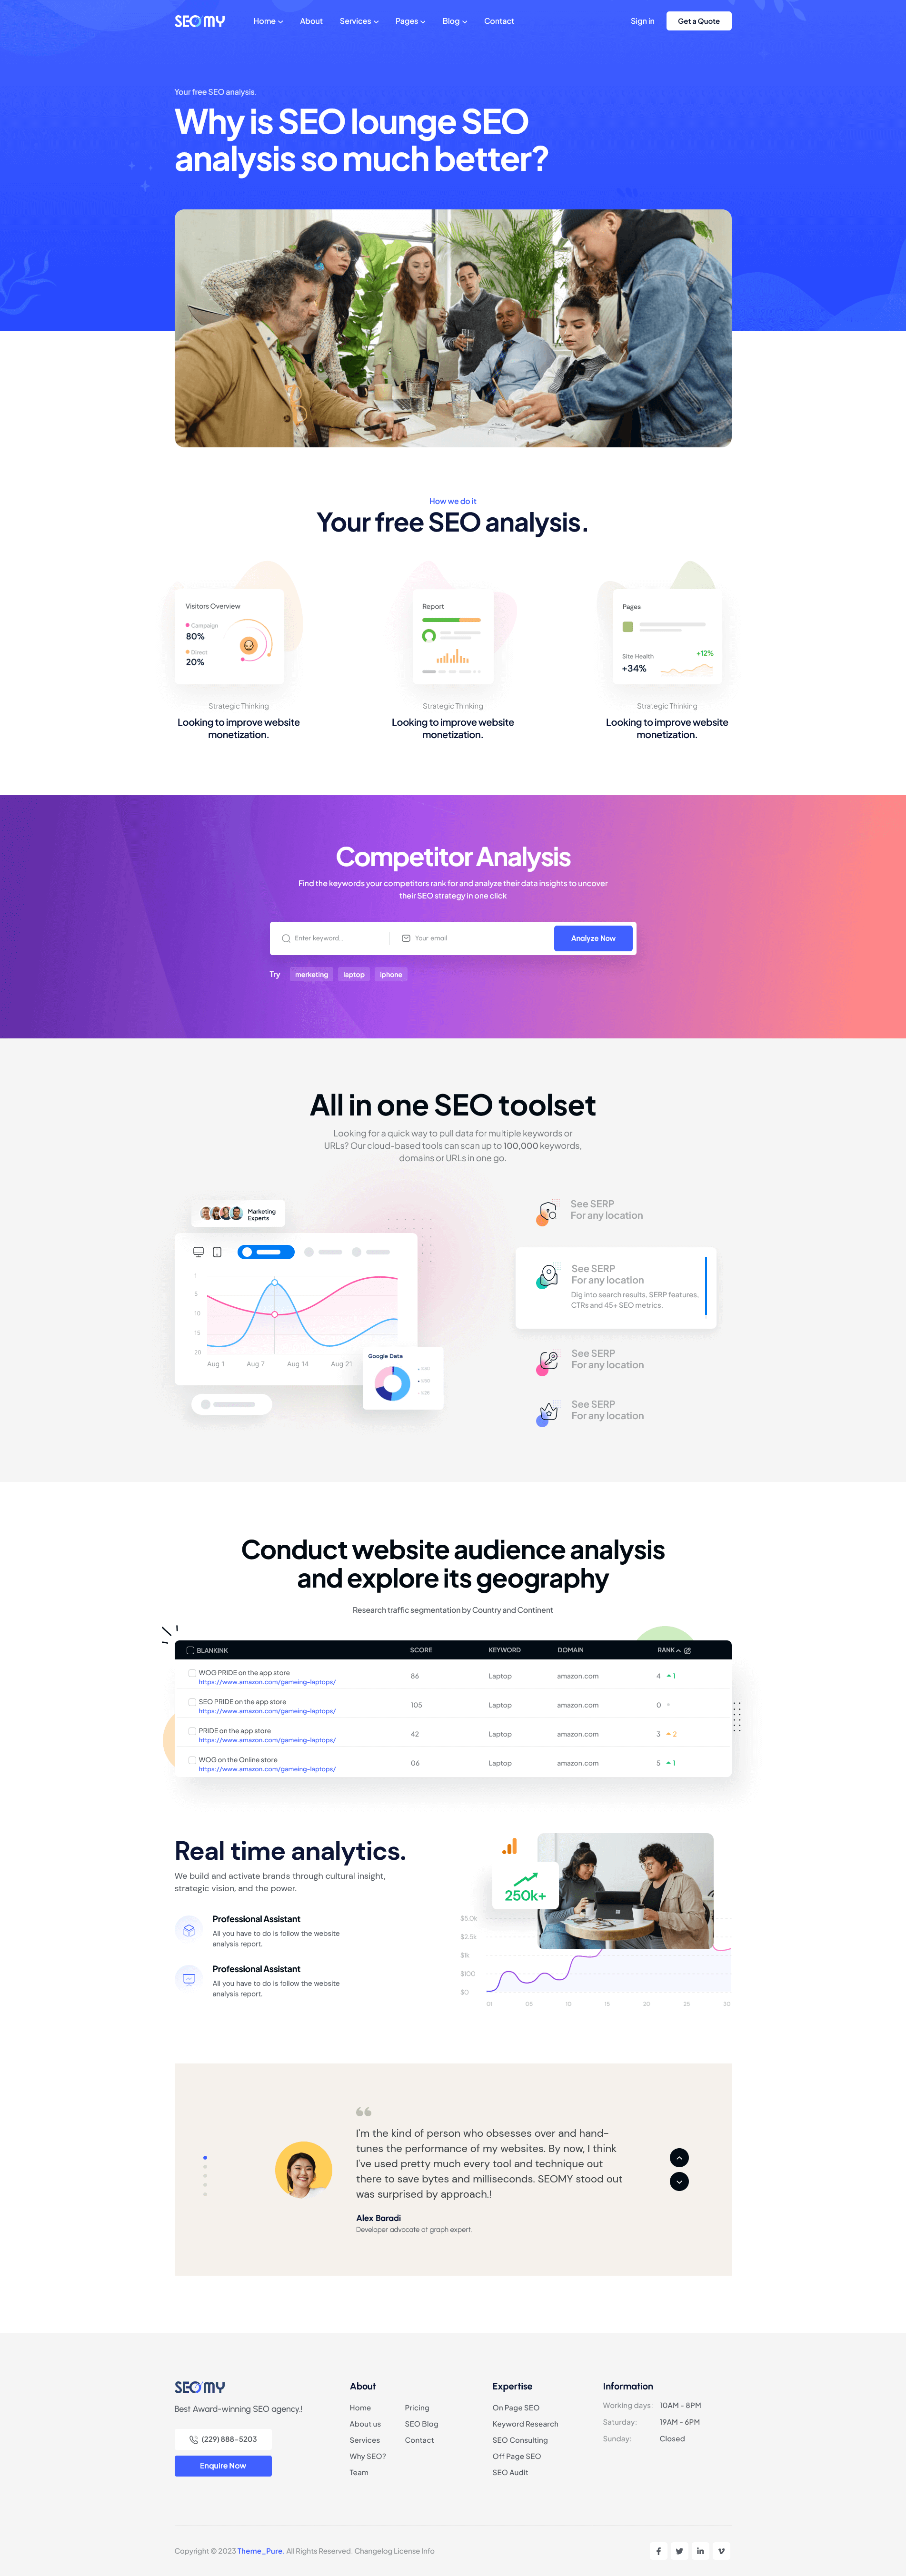 SEOMY
Home
About
Services
Pages
Blog
Contact
Sign in
Get a Quote
Your free SEO analysis.
Why is SEO lounge SEO
analysis so much better?
How we do it
Your free SEO analysis.
Visitors Overview
Campaign
80%
Direct
20%
Report
Pages
Site Health
+34%
+12%
Strategic Thinking
Looking to improve website
monetization.
Strategic Thinking
Looking to improve website
monetization.
Strategic Thinking
Looking to improve website
monetization.
Competitor Analysis
Find the keywords your competitors rank for and analyze their data insights to uncover
their SEO strategy in one click
Enter keyword..
Your email
Analyze Now
Try
merketing
laptop
iphone
All in one SEO toolset
Looking for a quick way to pull data for multiple keywords or
URLs? Our cloud-based tools can scan up to 100,000 keywords,
domains or URLs in one go.
Marketing
Experts
1
5
10
15
20
Aug 1
Aug 7
Aug 14
Aug 21
Google Data
See SERP
For any location
See SERP
For any location
Dig into search results, SERP features,
CTRs and 45+ SEO metrics.
See SERP
For any location
See SERP
For any location
Conduct website audience analysis
and explore its geography
Research traffic segmentation by Country and Continent
BLANKINK SCORE KEYWORD DOMAIN RANK
WOG PRIDE on the app store
https://www.amazon.com/gameing-laptops/
86 Laptop amazon.com 4 1
SEO PRIDE on the app store
https://www.amazon.com/gameing-laptops/
105 Laptop amazon.com 0
PRIDE on the app store
https://www.amazon.com/gameing-laptops/
42 Laptop amazon.com 3 2
WOG on the Online store
https://www.amazon.com/gameing-laptops/
06 Laptop amazon.com 5 1
Real time analytics.
We build and activate brands through cultural insight,
strategic vision, and the power.
Professional Assistant
All you have to do is follow the website
analysis report.
Professional Assistant
All you have to do is follow the website
analysis report.
250k+
$5.0k
$2.5k
$1k
$100
$0
01
05
10
15
20
25
30
I'm the kind of person who obsesses over and hand-
tunes the performance of my websites. By now, I think
I've used pretty much every tool and technique out
there to save bytes and milliseconds. SEOMY stood out
was surprised by approach.!
Alex Baradi
Developer advocate at graph expert.
SEOMY
Best Award-winning SEO agency.!
(229) 888-5203
Enquire Now
About
Home
About us
Services
Why SEO?
Team
Pricing
SEO Blog
Contact
Expertise
On Page SEO
Keyword Research
SEO Consulting
Off Page SEO
SEO Audit
Information
Working days: 10AM - 8PM
Saturday: 19AM - 6PM
Sunday: Closed
Copyright © 2023 Theme_Pure. All Rights Reserved. Changelog License Info